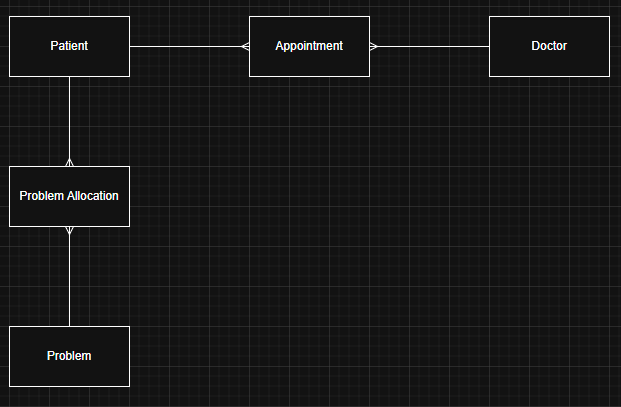 Patient
Appointment
Doctor
Problem Allocation
Problem